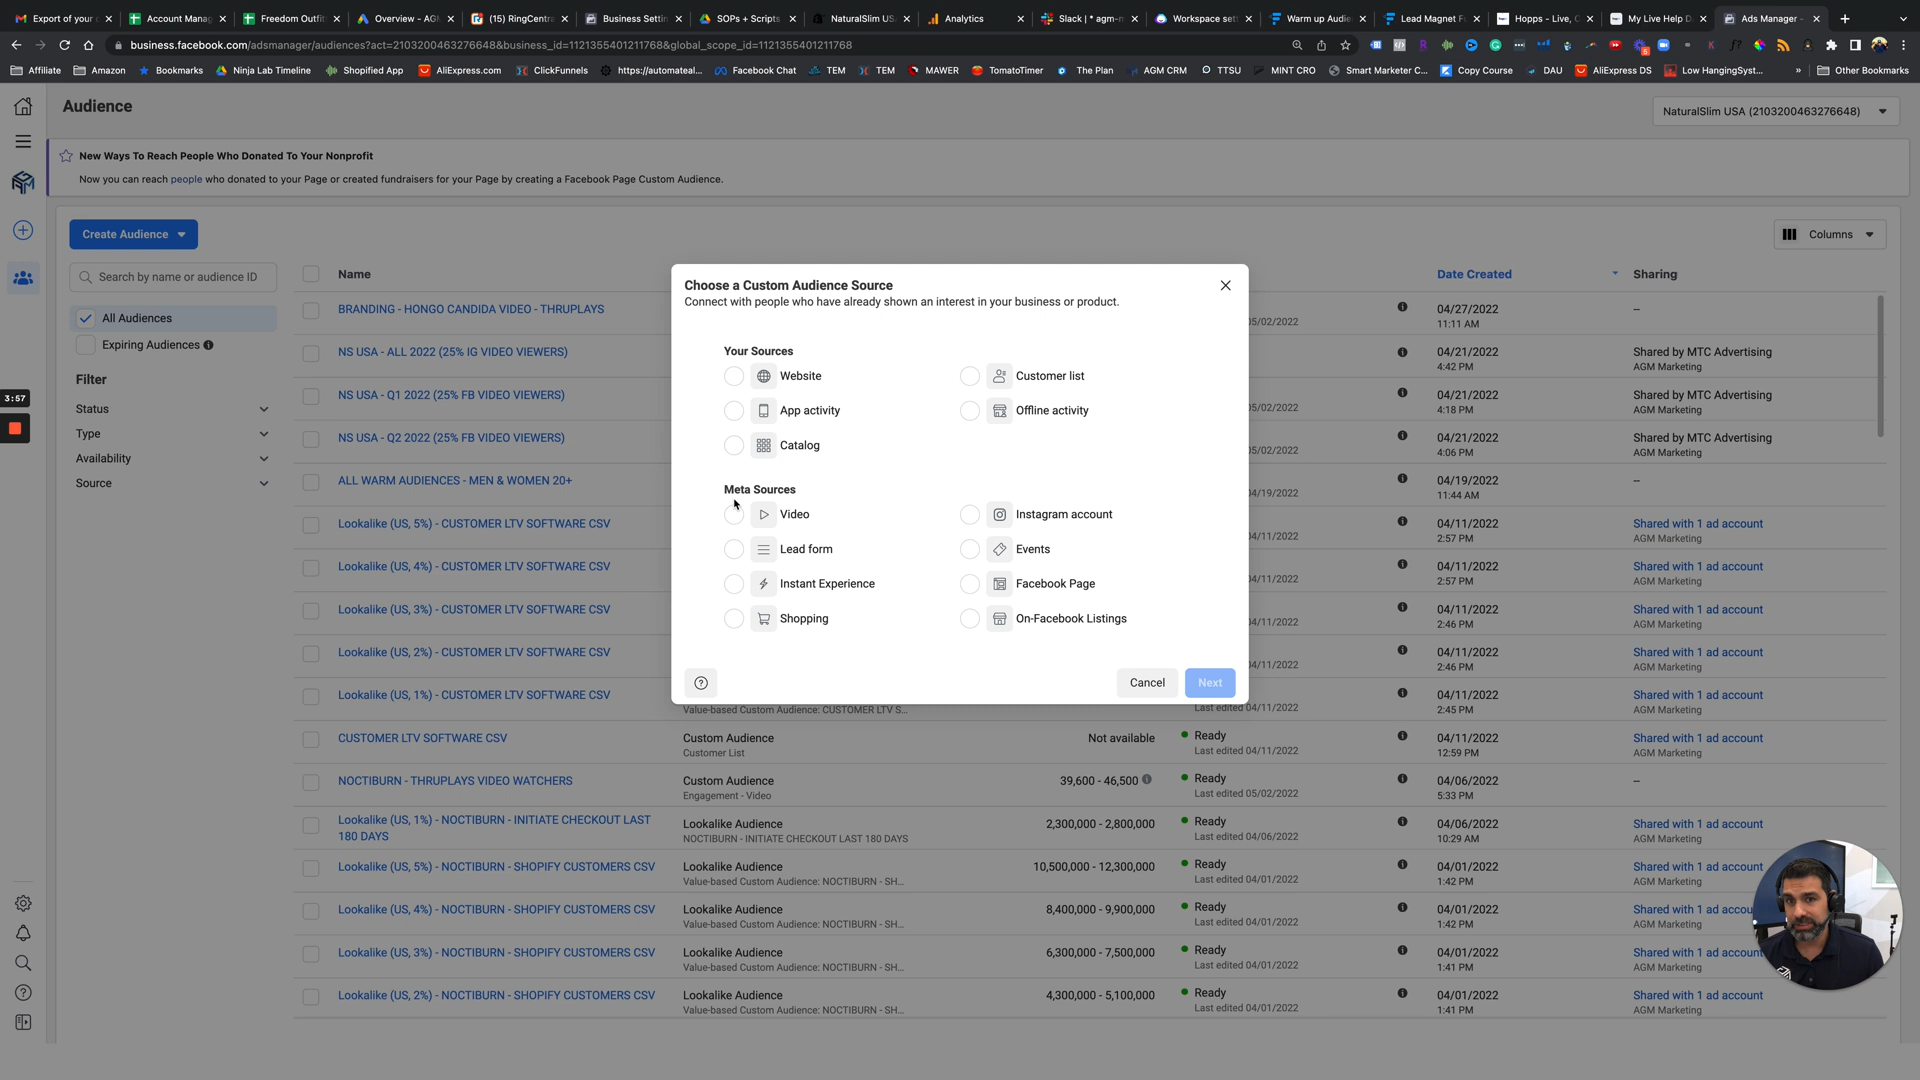 Export of your c
Account Manag
Freedom Outfit
Overview - AGM
(15) RingCentra
Business Settin
SOPs + Scripts
NaturalSlim US
Analytics
Slack | * agm-m
Workspace sett
Warm up Audie
Lead Magnet F
Hopps - Live, C
My Live Help D
Ads Manager -
business.facebook.com/adsmanager/audiences?act=2103200463276648&business_id=1121355401211768&global_scope_id=1121355401211768
Affiliate
Amazon
Bookmarks
Ninja Lab Timeline
Shopified App
AliExpress.com
ClickFunnels
https://automateal...
Facebook Chat
TEM
TEM
MAWER
TomatoTimer
The Plan
AGM CRM
TTSU
MINT CRO
Smart Marketer C...
Copy Course
DAU
AliExpress DS
Low HangingSyst...
»
Other Bookmarks
Audience
NaturalSlim USA (2103200463276648)
New Ways To Reach People Who Donated To Your Nonprofit
Now you can reach people who donated to your Page or created fundraisers for your Page by creating a Facebook Page Custom Audience.
Create Audience
Columns
Search by name or audience ID
Name
Date Created
Sharing
All Audiences
Expiring Audiences
Filter
Status
Type
Availability
Source
3:57
BRANDING - HONGO CANDIDA VIDEO - THRUPLAYS
05/02/2022
04/27/2022
11:11 AM
--
NS USA - ALL 2022 (25% IG VIDEO VIEWERS)
04/21/2022
4:42 PM
Shared by MTC Advertising
AGM Marketing
NS USA - Q1 2022 (25% FB VIDEO VIEWERS)
05/02/2022
04/21/2022
4:18 PM
Shared by MTC Advertising
AGM Marketing
NS USA - Q2 2022 (25% FB VIDEO VIEWERS)
05/02/2022
04/21/2022
4:06 PM
Shared by MTC Advertising
AGM Marketing
ALL WARM AUDIENCES - MEN & WOMEN 20+
04/19/2022
04/19/2022
11:44 AM
--
Lookalike (US, 5%) - CUSTOMER LTV SOFTWARE CSV
04/11/2022
04/11/2022
2:57 PM
Shared with 1 ad account
AGM Marketing
Lookalike (US, 4%) - CUSTOMER LTV SOFTWARE CSV
04/11/2022
04/11/2022
2:57 PM
Shared with 1 ad account
AGM Marketing
Lookalike (US, 3%) - CUSTOMER LTV SOFTWARE CSV
04/11/2022
04/11/2022
2:46 PM
Shared with 1 ad account
AGM Marketing
Lookalike (US, 2%) - CUSTOMER LTV SOFTWARE CSV
04/11/2022
04/11/2022
2:46 PM
Shared with 1 ad account
AGM Marketing
Lookalike (US, 1%) - CUSTOMER LTV SOFTWARE CSV
Value-based Custom Audience: CUSTOMER LTV S...
Last edited 04/11/2022
04/11/2022
2:45 PM
Shared with 1 ad account
AGM Marketing
CUSTOMER LTV SOFTWARE CSV
Custom Audience
Customer List
Not available
Ready
Last edited 04/11/2022
04/11/2022
12:59 PM
Shared with 1 ad account
AGM Marketing
NOCTIBURN - THRUPLAYS VIDEO WATCHERS
Custom Audience
Engagement - Video
39,600 - 46,500
Ready
Last edited 05/02/2022
04/06/2022
5:33 PM
--
Lookalike (US, 1%) - NOCTIBURN - INITIATE CHECKOUT LAST
180 DAYS
Lookalike Audience
NOCTIBURN - INITIATE CHECKOUT LAST 180 DAYS
2,300,000 - 2,800,000
Ready
Last edited 04/06/2022
04/06/2022
10:29 AM
Shared with 1 ad account
AGM Marketing
Lookalike (US, 5%) - NOCTIBURN - SHOPIFY CUSTOMERS CSV
Lookalike Audience
Value-based Custom Audience: NOCTIBURN - SH...
10,500,000 - 12,300,000
Ready
Last edited 04/01/2022
04/01/2022
1:42 PM
Shared with 1 ad account
AGM Marketing
Lookalike (US, 4%) - NOCTIBURN - SHOPIFY CUSTOMERS CSV
Lookalike Audience
Value-based Custom Audience: NOCTIBURN - SH...
8,400,000 - 9,900,000
Ready
Last edited 04/01/2022
04/01/2022
1:42 PM
Shared with 1 ad accou
AGM Marketing
Lookalike (US, 3%) - NOCTIBURN - SHOPIFY CUSTOMERS CSV
Lookalike Audience
Value-based Custom Audience: NOCTIBURN - SH...
6,300,000 - 7,500,000
Ready
Last edited 04/01/2022
04/01/2022
1:41 PM
Shared with 1 ad accou
AGM Marketing
Lookalike (US, 2%) - NOCTIBURN - SHOPIFY CUSTOMERS CSV
Lookalike Audience
Value-based Custom Audience: NOCTIBURN - SH...
4,300,000 - 5,100,000
Ready
Last edited 04/01/2022
04/01/2022
1:41 PM
Shared with 1 ad account
AGM Marketing
Choose a Custom Audience Source
Connect with people who have already shown an interest in your business or product.
Your Sources
Website
Customer list
App activity
Offline activity
Catalog
Meta Sources
Video
Instagram account
Lead form
Events
Instant Experience
Facebook Page
Shopping
On-Facebook Listings
Cancel
Next